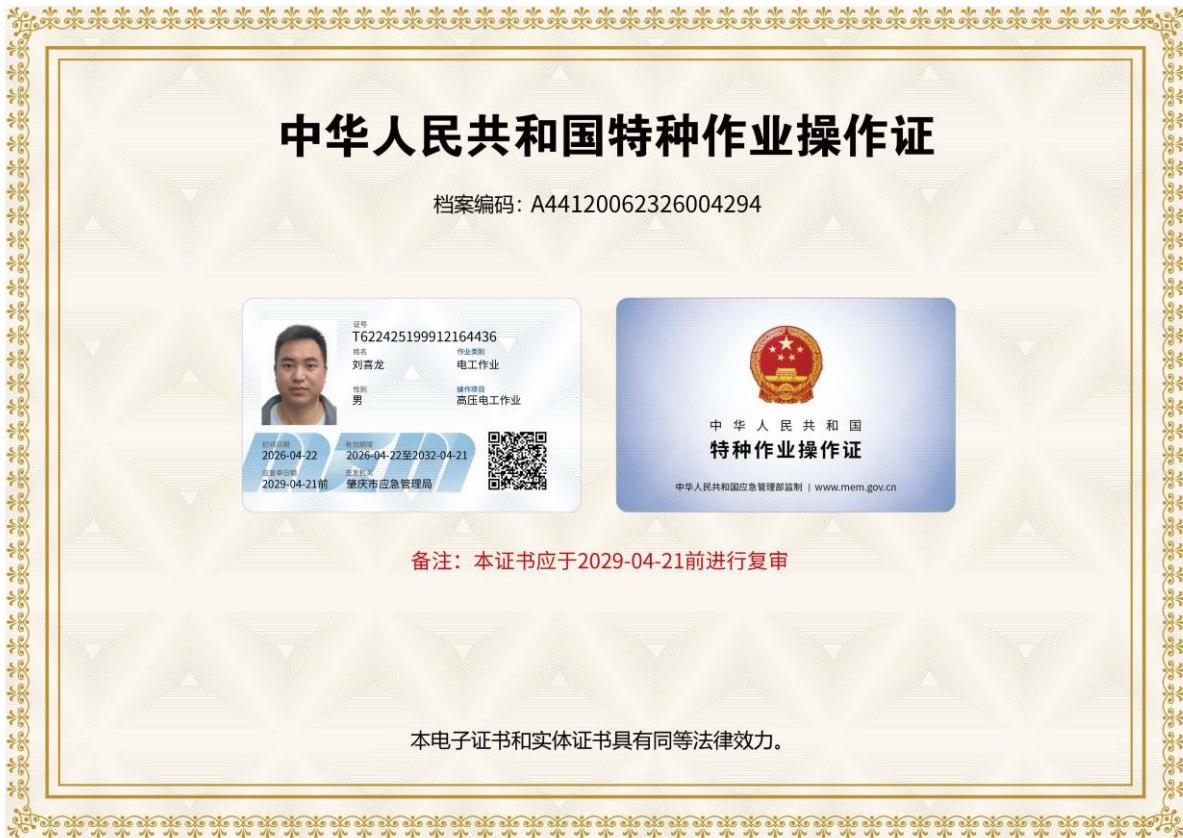 中华人民共和国特种作业操作证
档案编码：A44120062326004294
证号
T622425199912164436
姓名 作业类别
刘喜龙 电工作业
性别 操作项目
男 高压电工作业
初领日期 有效期限
2026-04-22 2026-04-22至2032-04-21
应复审日期 签发机关
2029-04-21前 肇庆市应急管理局
中华人民共和国
特种作业操作证
中华人民共和国应急管理部监制 | www.mem.gov.cn
备注：本证书应于2029-04-21前进行复审
本电子证书和实体证书具有同等法律效力。